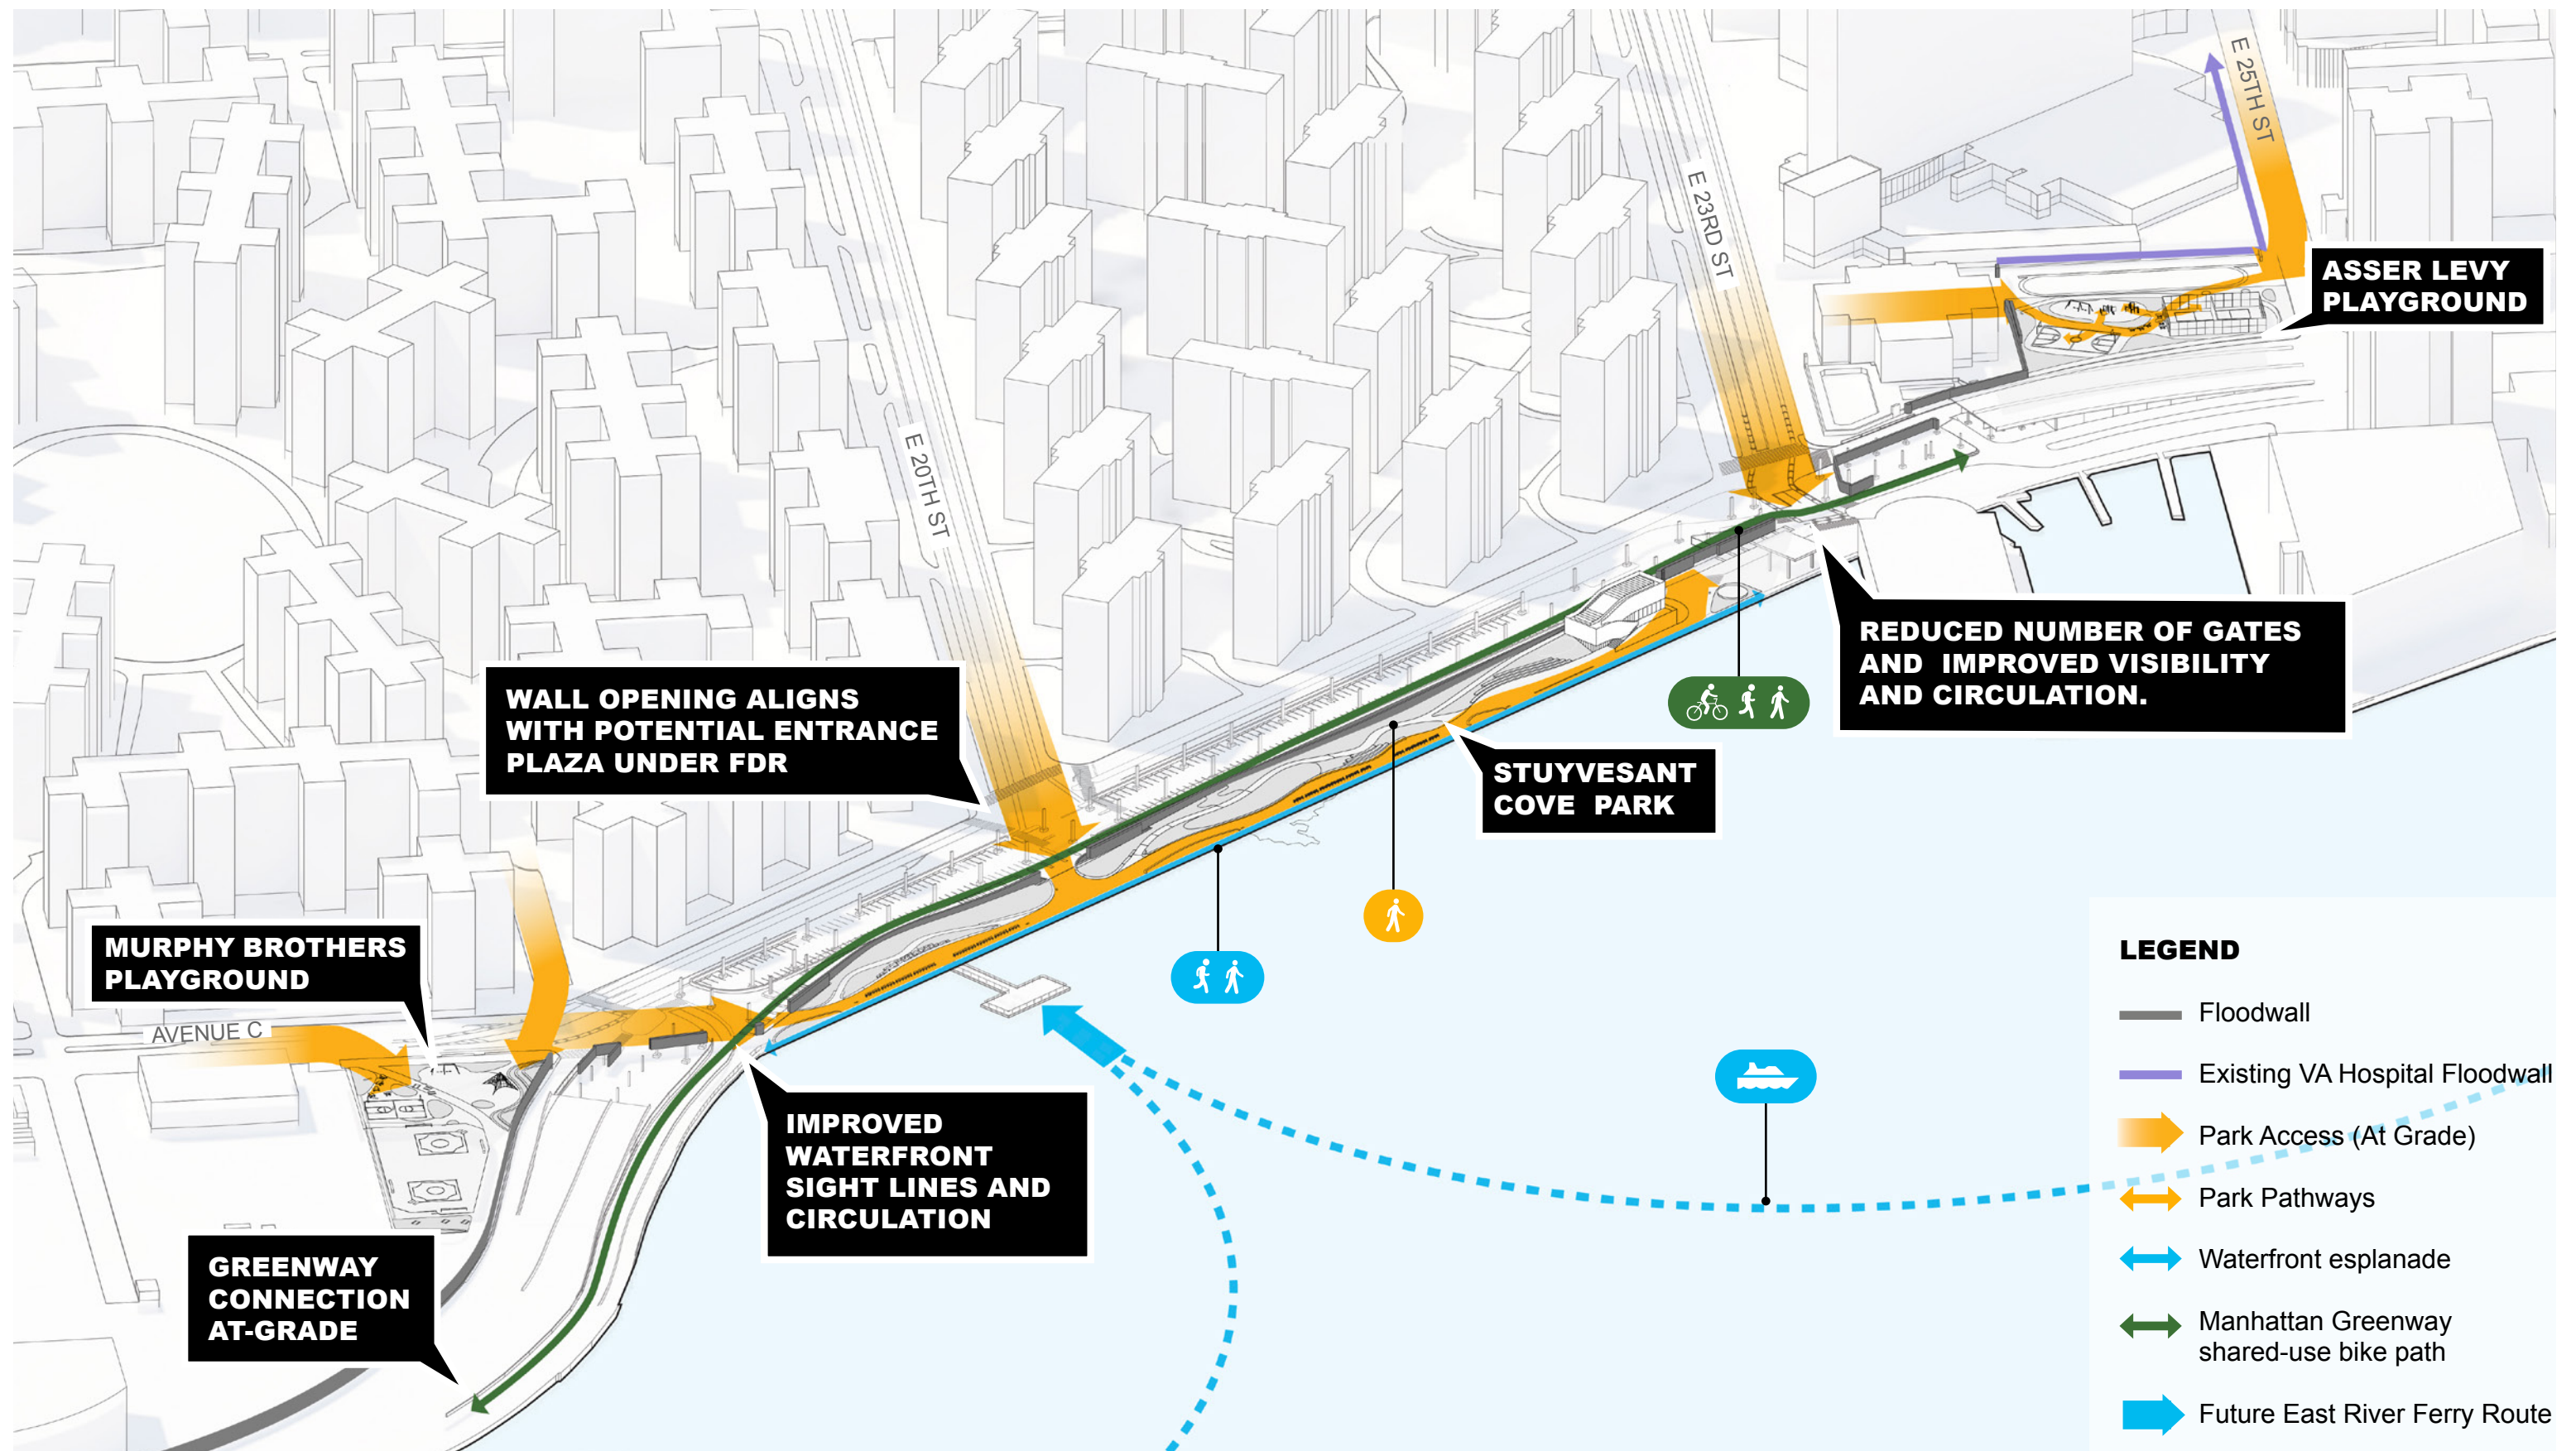 E 25TH ST
E 23RD ST
ASSER LEVY
PLAYGROUND
E 20TH ST
REDUCED NUMBER OF GATES
AND IMPROVED VISIBILITY
AND CIRCULATION.
WALL OPENING ALIGNS
WITH POTENTIAL ENTRANCE
PLAZA UNDER FDR
STUYVESANT
COVE PARK
MURPHY BROTHERS
PLAYGROUND
AVENUE C
IMPROVED
WATERFRONT
SIGHT LINES AND
CIRCULATION
GREENWAY
CONNECTION
AT-GRADE
LEGEND
Floodwall
Existing VA Hospital Floodwall
Park Access (At Grade)
Park Pathways
Waterfront esplanade
Manhattan Greenway
shared-use bike path
Future East River Ferry Route